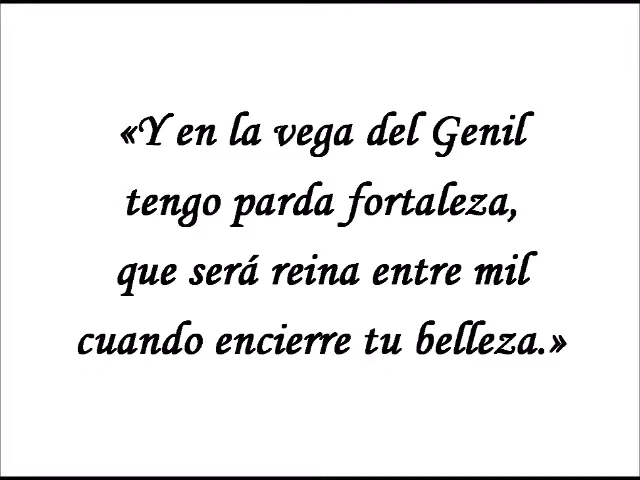 «Y en la vega del Genil
tengo parda fortaleza,
que será reina entre mil
cuando encierre tu belleza.»